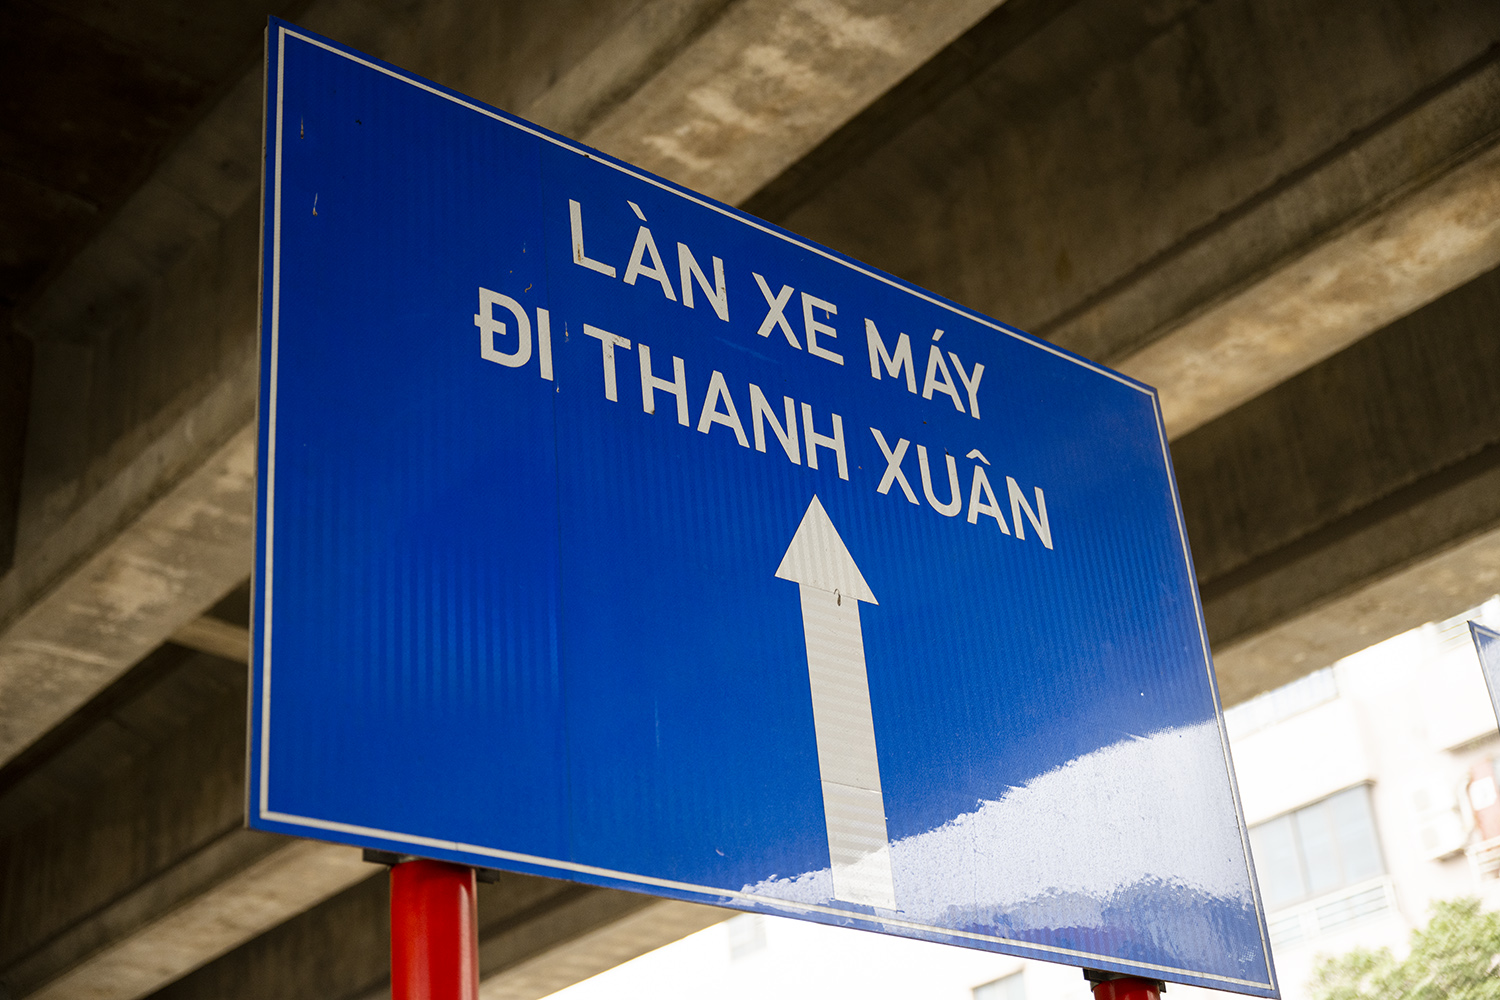 LÀN XE MÁY
ĐI THANH XUÂN